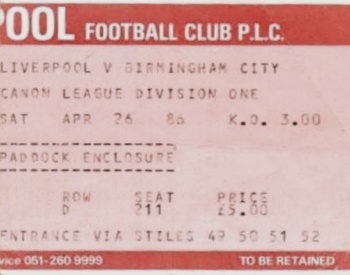 POOL FOOTBALL CLUB P.L.C.
LIVERPOOL V BIRMINGHAM CITY
CANON LEAGUE DIVISION ONE
SAT APR 26 86 K.O. 3.00
PADDOCK ENCLOSURE
ROW SEAT PRICE
D 211 £5.00
ENTRANCE VIA STILES 49 50 51 52
vice 051-260 9999 TO BE RETAINED